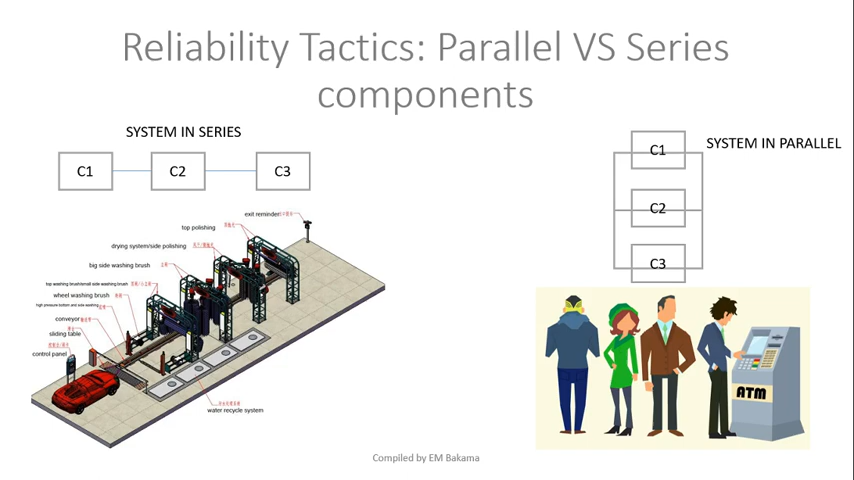 Reliability Tactics: Parallel VS Series
components
SYSTEM IN SERIES
C1
C2
C3
SYSTEM IN PARALLEL
C1
C2
C3
exit reminder
top polishing
drying system/side polishing
big side washing brush
top washing brush/small side washing brush
wheel washing brush
high pressure bottom and side washing
conveyor
sliding table
control panel
water recycle system
ATM
Compiled by EM Bakama